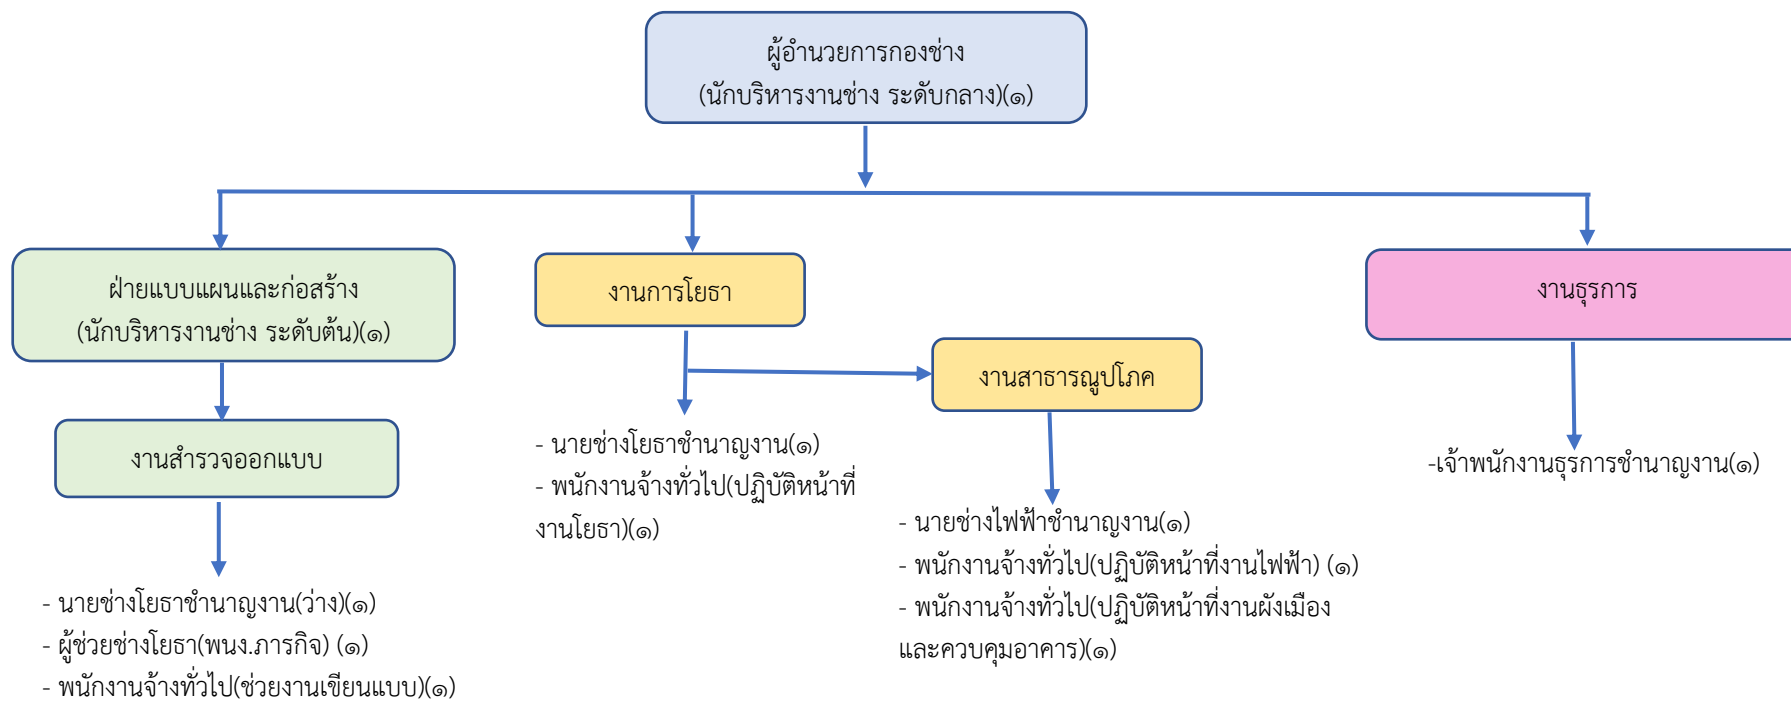 ผู้อำนวยการกองช่าง
(นักบริหารงานช่าง ระดับกลาง)(๑)
ฝ่ายแบบแผนและก่อสร้าง
(นักบริหารงานช่าง ระดับต้น)(๑)
งานสำรวจออกแบบ
- นายช่างโยธาชำนาญงาน(ว่าง)(๑)
- ผู้ช่วยช่างโยธา(พนง.ภารกิจ) (๑)
- พนักงานจ้างทั่วไป(ช่วยงานเขียนแบบ)(๑)
งานการโยธา
- นายช่างโยธาชำนาญงาน(๑)
- พนักงานจ้างทั่วไป(ปฏิบัติหน้าที่
งานโยธา)(๑)
งานสาธารณูปโภค
- นายช่างไฟฟ้าชำนาญงาน(๑)
- พนักงานจ้างทั่วไป(ปฏิบัติหน้าที่งานไฟฟ้า) (๑)
- พนักงานจ้างทั่วไป(ปฏิบัติหน้าที่งานผังเมือง
และควบคุมอาคาร)(๑)
งานธุรการ
-เจ้าพนักงานธุรการชำนาญงาน(๑)